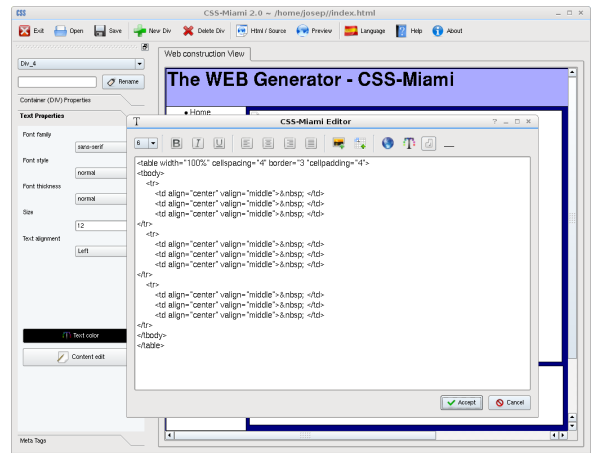 CSS CSS-Miami 2.0 ~ /home/josep//index.html
Exit Open Save New Div Delete Div Html / Source Preview Language Help About
Div_4
Rename
Container (DIV) Properties
Text Properties
Font family
sans-serif
Font style
normal
Font thickness
normal
Size
12
Text alignment
Left
Text color
Content edit
Meta Tags
Web construction View
The WEB Generator - CSS-Miami
• Home
CSS-Miami Editor
6 B I U
<table width="100%" cellspacing="4" border="3 "cellpadding="4">
<tbody>
<tr>
<td align="center" valign="middle">&nbsp; </td>
<td align="center" valign="middle">&nbsp; </td>
<td align="center" valign="middle">&nbsp; </td>
</tr>
<tr>
<td align="center" valign="middle">&nbsp; </td>
<td align="center" valign="middle">&nbsp; </td>
<td align="center" valign="middle">&nbsp; </td>
</tr>
<tr>
<td align="center" valign="middle">&nbsp; </td>
<td align="center" valign="middle">&nbsp; </td>
<td align="center" valign="middle">&nbsp; </td>
</tr>
</tbody>
</table>
Accept Cancel